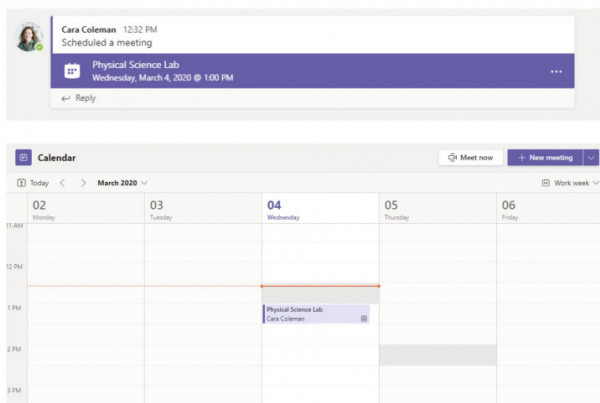 Cara Coleman 12:32 PM
Scheduled a meeting
Physical Science Lab
Wednesday, March 4, 2020 @ 1:00 PM
Reply
Calendar
Meet now
New meeting
Today
March 2020
Work week
02
Monday
03
Tuesday
04
Wednesday
05
Thursday
06
Friday
11 AM
12 PM
1 PM
Physical Science Lab
Cara Coleman
2 PM
3 PM